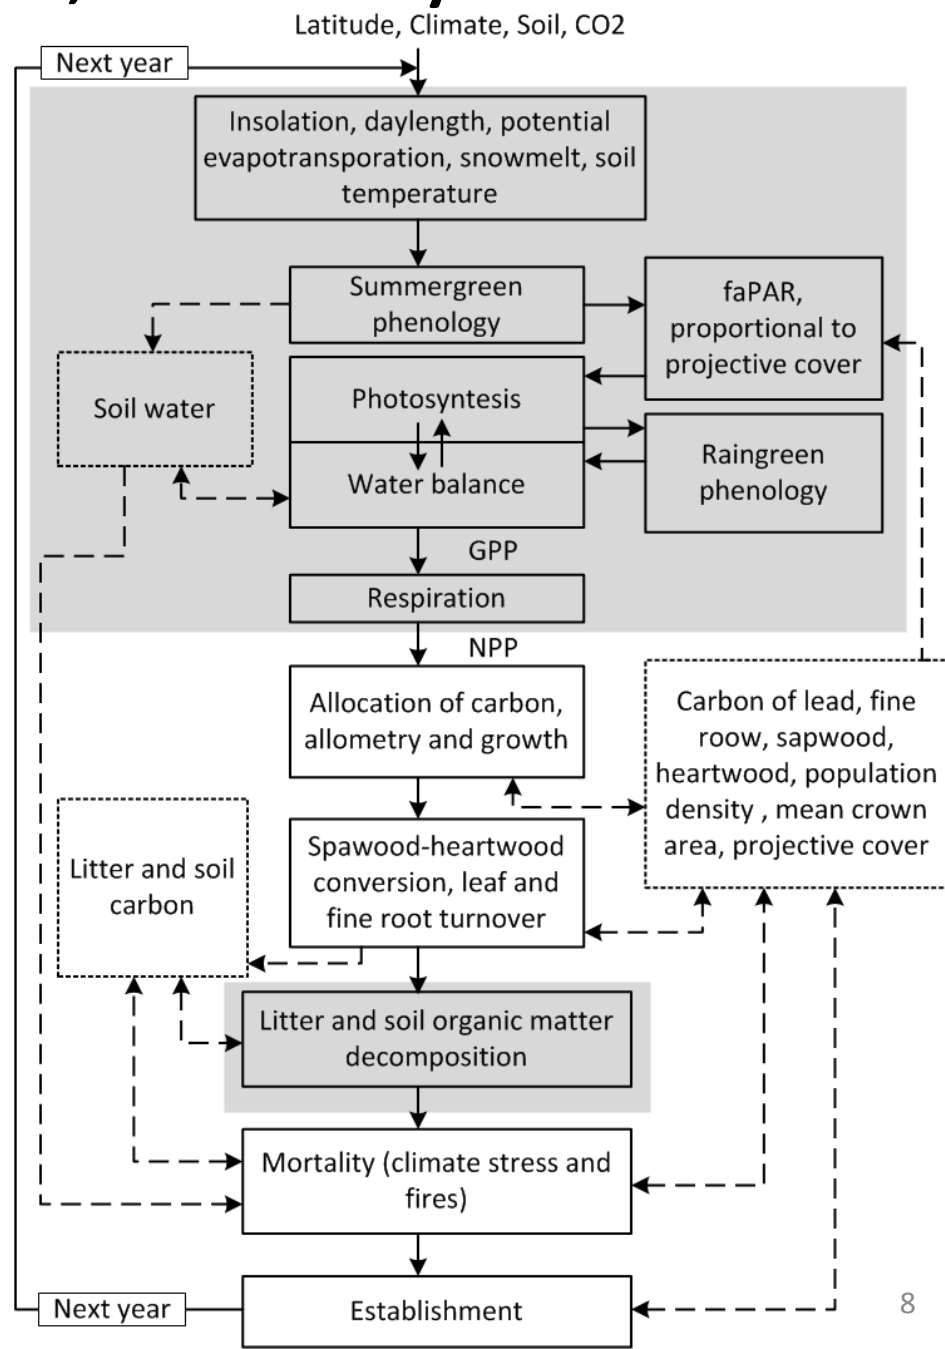 Latitude, Climate, Soil, CO2
Next year
Insolation, daylength, potential
evapotransporation, snowmelt, soil
temperature
Summergreen
phenology
faPAR,
proportional to
projective cover
Soil water
Photosyntesis
Water balance
Raingreen
phenology
GPP
Respiration
NPP
Allocation of carbon,
allometry and growth
Carbon of lead, fine
roow, sapwood,
heartwood, population
density , mean crown
area, projective cover
Litter and soil
carbon
Spawood-heartwood
conversion, leaf and
fine root turnover
Litter and soil organic matter
decomposition
Mortality (climate stress and
fires)
Next year
Establishment
8